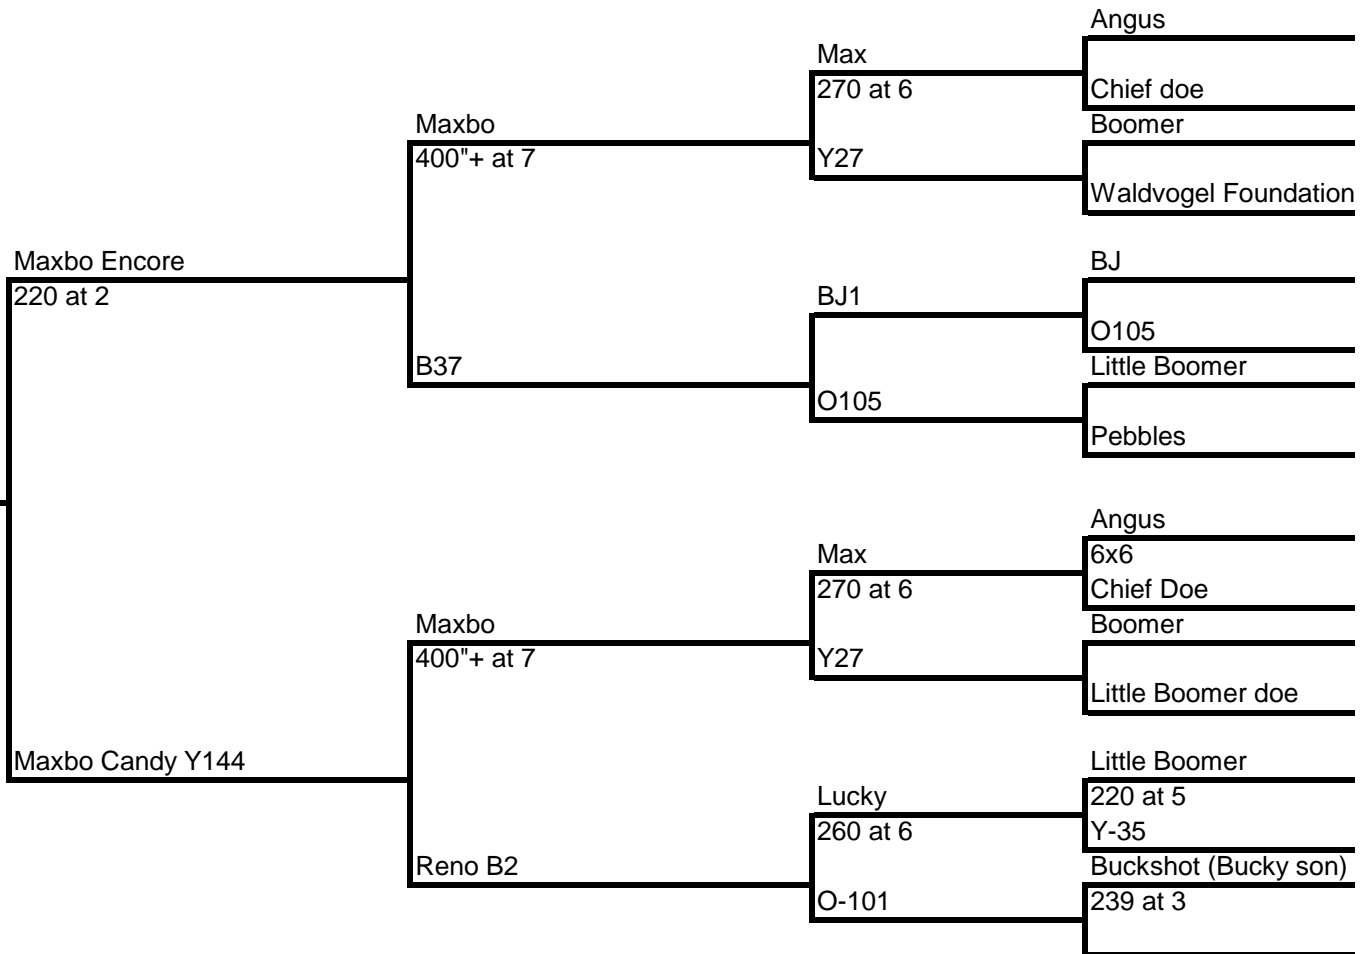 Angus
Max
270 at 6
Chief doe
Maxbo
Boomer
400"+ at 7
Y27
Waldvogel Foundation
Maxbo Encore
BJ
220 at 2
BJ1
O105
B37
Little Boomer
O105
Pebbles
Angus
Max
6x6
270 at 6
Chief Doe
Maxbo
Boomer
400"+ at 7
Y27
Little Boomer doe
Maxbo Candy Y144
Little Boomer
Lucky
220 at 5
260 at 6
Y-35
Reno B2
Buckshot (Bucky son)
O-101
239 at 3